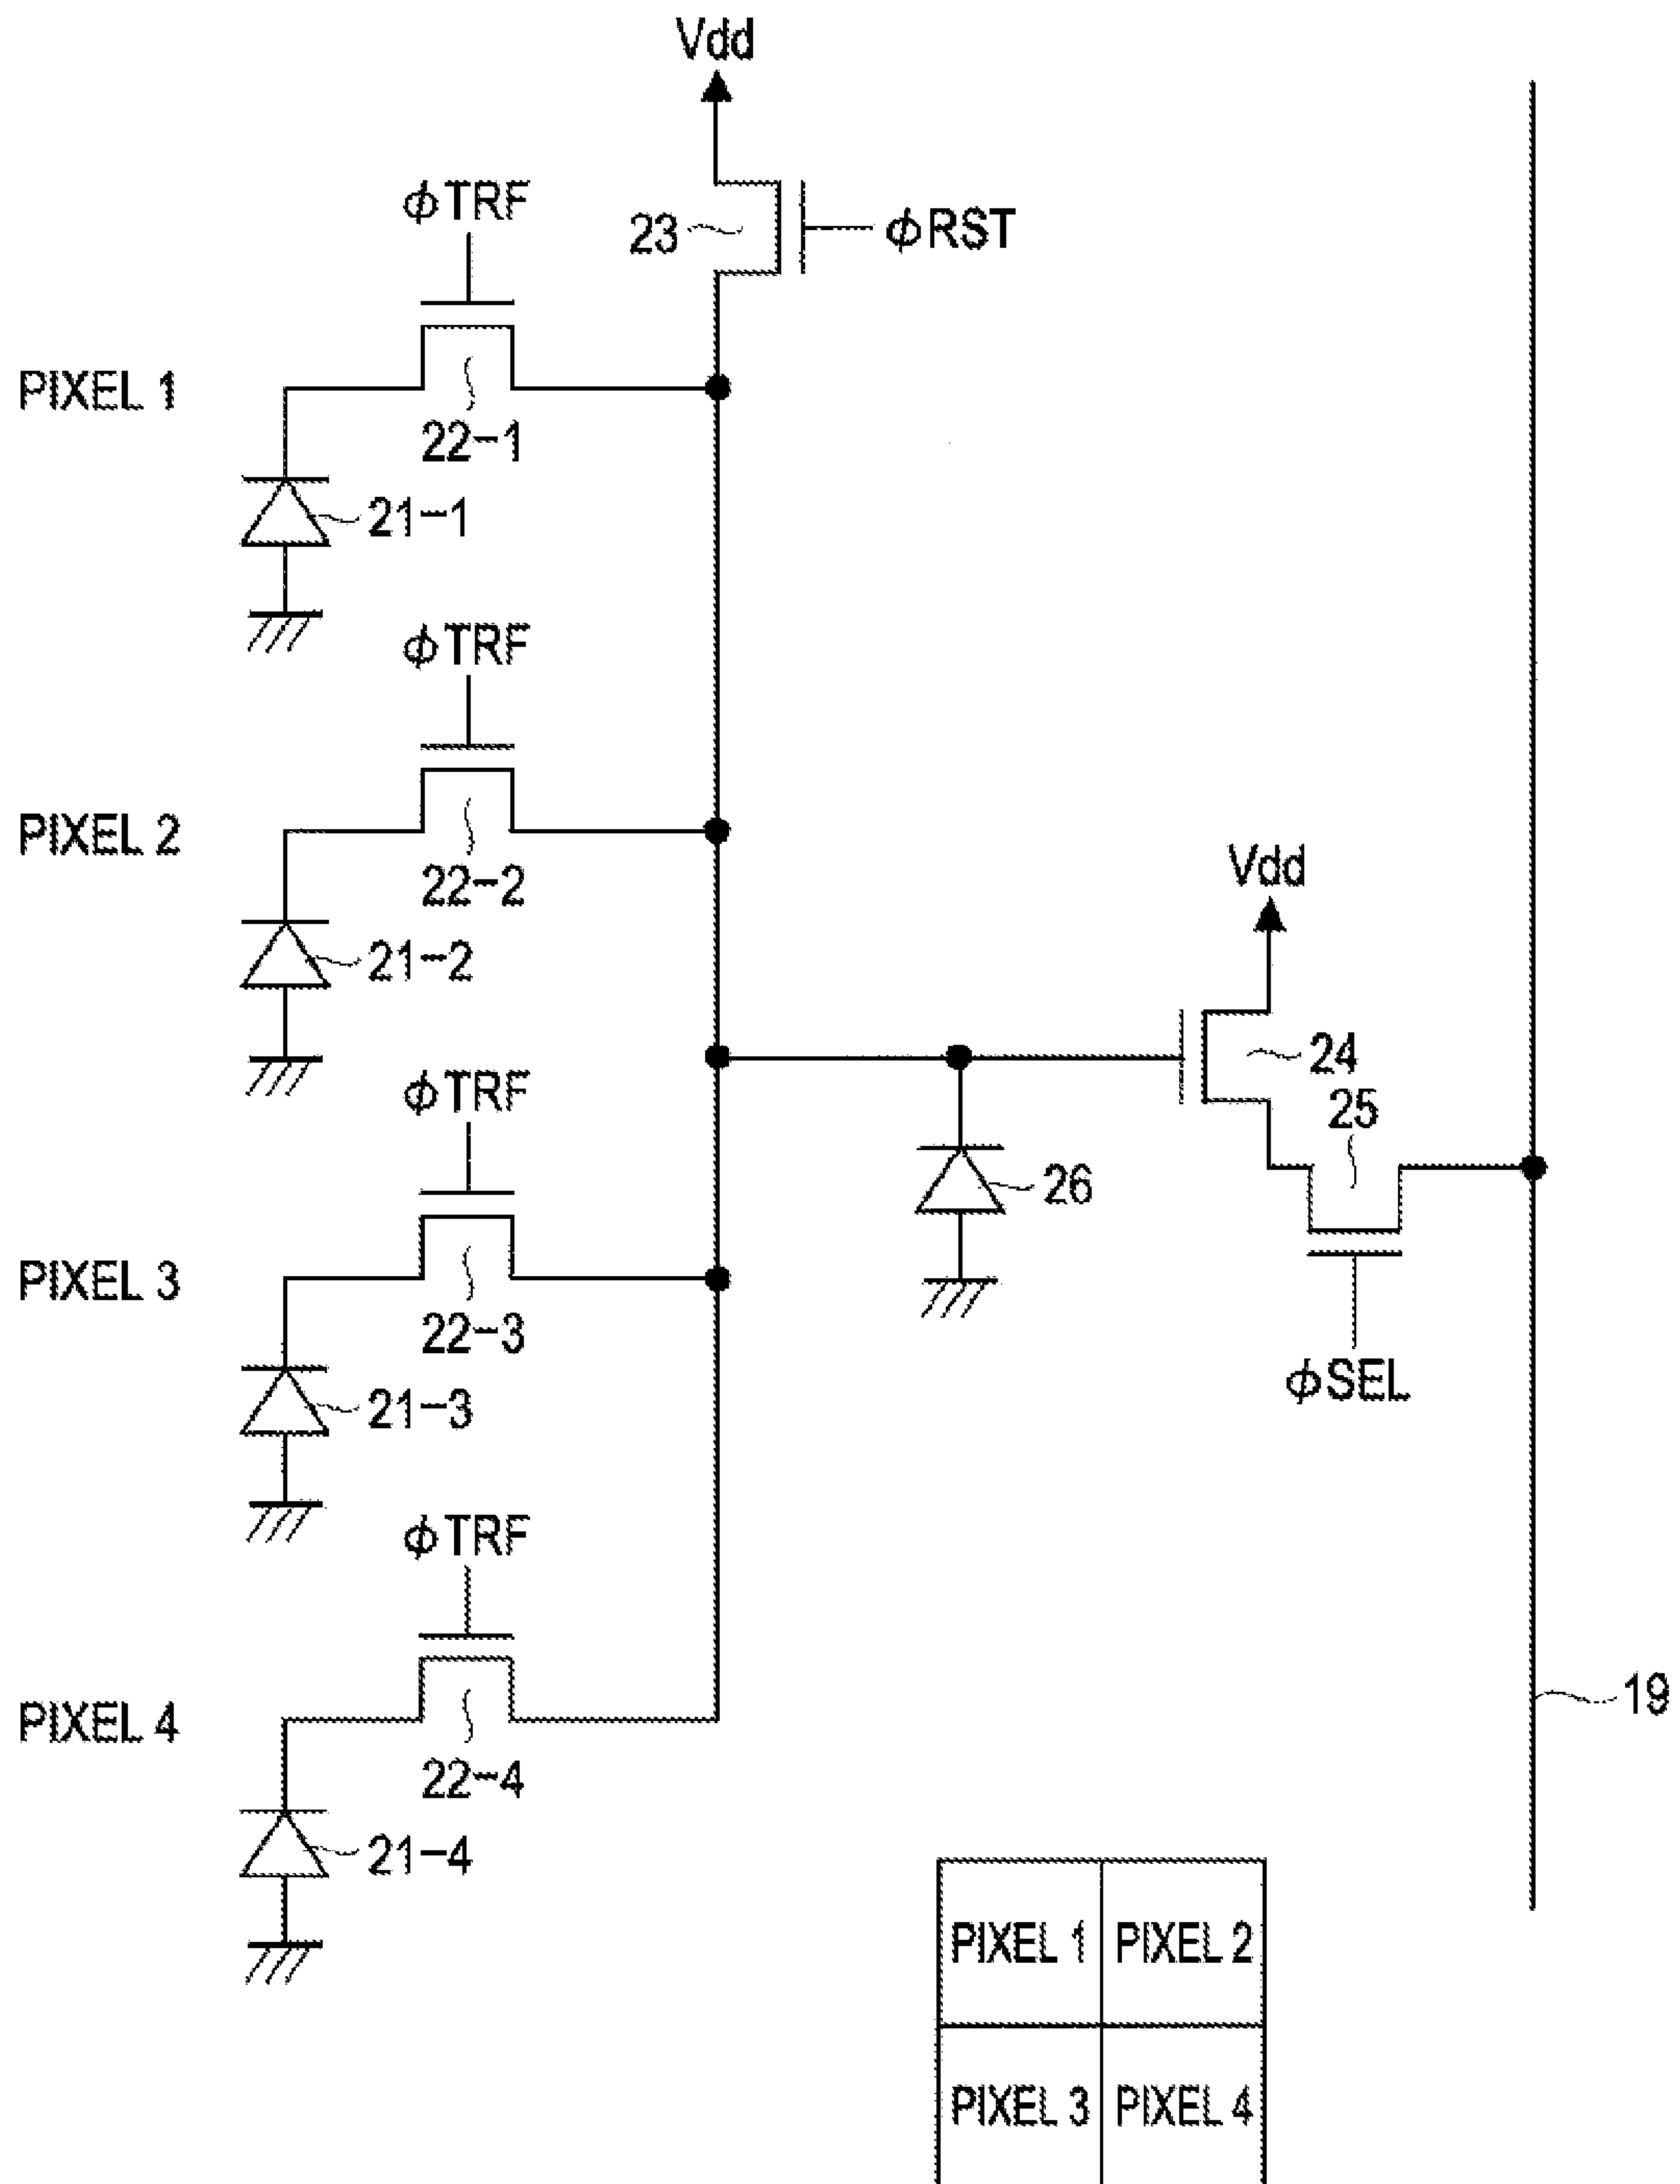 Vdd
ϕTRF
23
ϕRST
PIXEL 1
22-1
21-1
ϕTRF
PIXEL 2
22-2
Vdd
21-2
24
ϕTRF
25
26
PIXEL 3
22-3
ϕSEL
21-3
ϕTRF
19
PIXEL 4
22-4
21-4
PIXEL 1 PIXEL 2
PIXEL 3 PIXEL 4